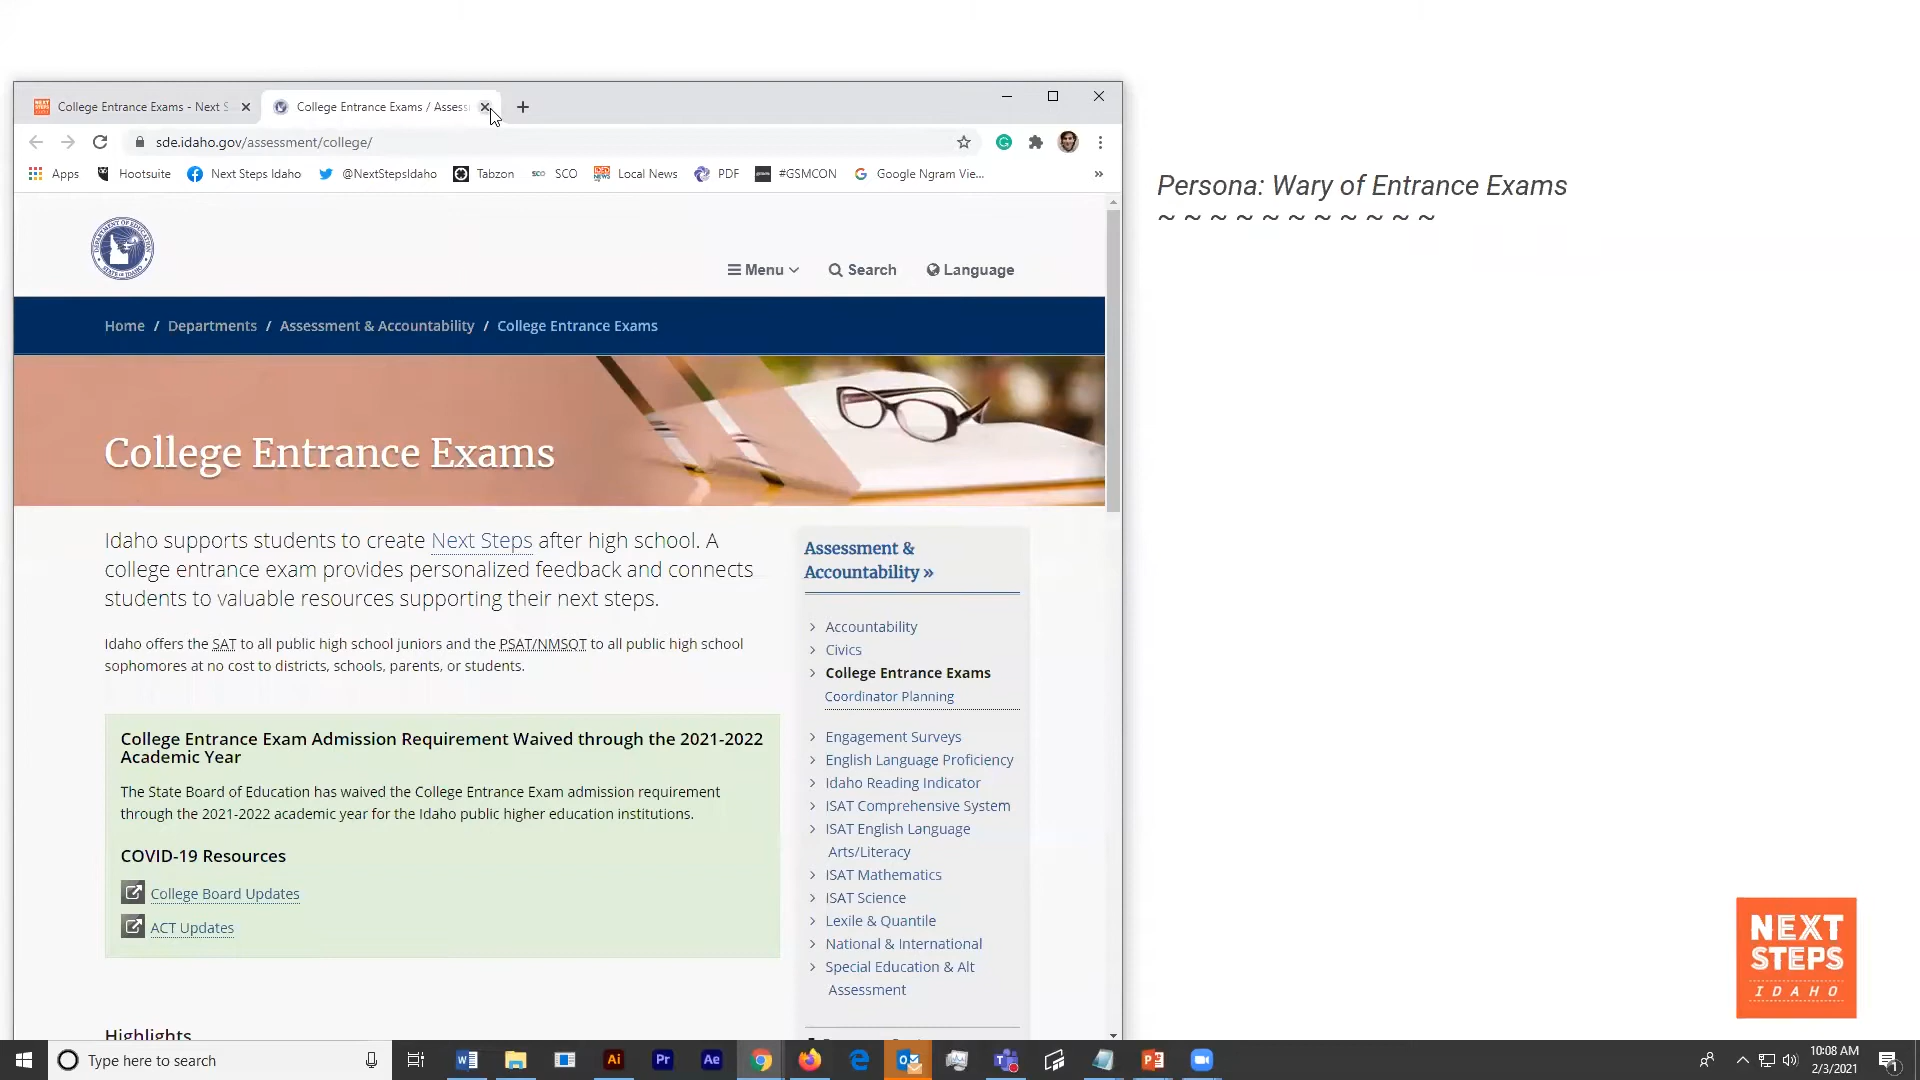 College Entrance Exams - Next S
College Entrance Exams / Assess
sde.idaho.gov/assessment/college/
Apps Hootsuite Next Steps Idaho @NextStepsIdaho Tabzon SCO SCO Local News PDF #GSMCON Google Ngram Vie... »
Persona: Wary of Entrance Exams
~ ~ ~ ~ ~ ~ ~ ~ ~ ~ ~
Menu Search Language
Home / Departments / Assessment & Accountability / College Entrance Exams
College Entrance Exams
Idaho supports students to create Next Steps after high school. A
college entrance exam provides personalized feedback and connects
students to valuable resources supporting their next steps.
Idaho offers the SAT to all public high school juniors and the PSAT/NMSQT to all public high school
sophomores at no cost to districts, schools, parents, or students.
College Entrance Exam Admission Requirement Waived through the 2021-2022
Academic Year
The State Board of Education has waived the College Entrance Exam admission requirement
through the 2021-2022 academic year for the Idaho public higher education institutions.
COVID-19 Resources
College Board Updates
ACT Updates
Highlights
Assessment &
Accountability »
Accountability
Civics
College Entrance Exams
Coordinator Planning
Engagement Surveys
English Language Proficiency
Idaho Reading Indicator
ISAT Comprehensive System
ISAT English Language
Arts/Literacy
ISAT Mathematics
ISAT Science
Lexile & Quantile
National & International
Special Education & Alt
Assessment
NEXT
STEPS
IDAHO
Type here to search
Ai Pr Ae
10:08 AM
2/3/2021
1